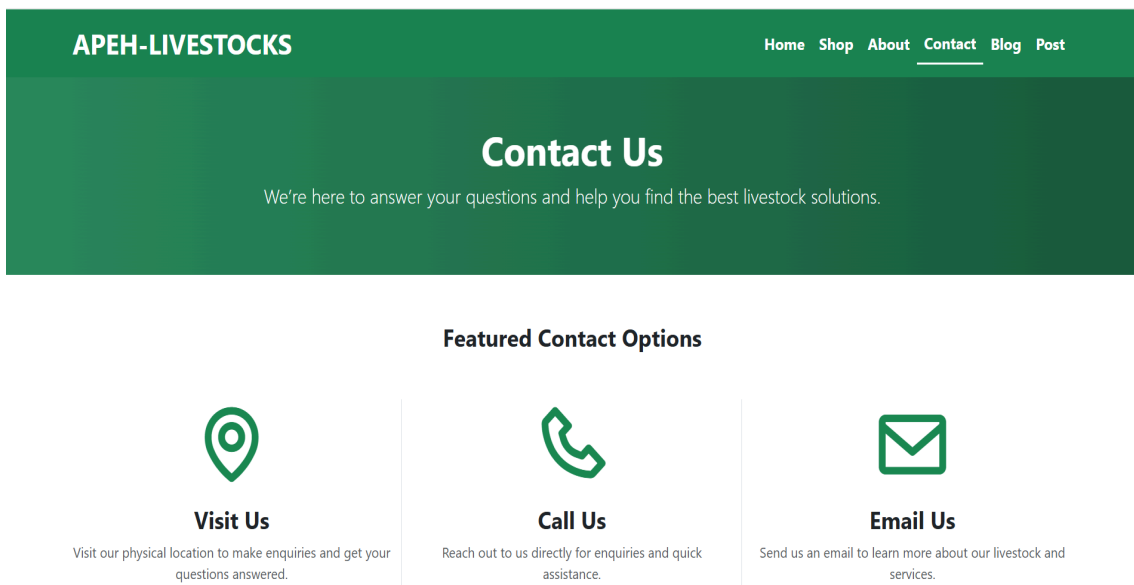 APEH-LIVESTOCKS
Home Shop About Contact Blog Post
Contact Us
We're here to answer your questions and help you find the best livestock solutions.
Featured Contact Options
Visit Us
Visit our physical location to make enquiries and get your
questions answered.
Call Us
Reach out to us directly for enquiries and quick
assistance.
Email Us
Send us an email to learn more about our livestock and
services.